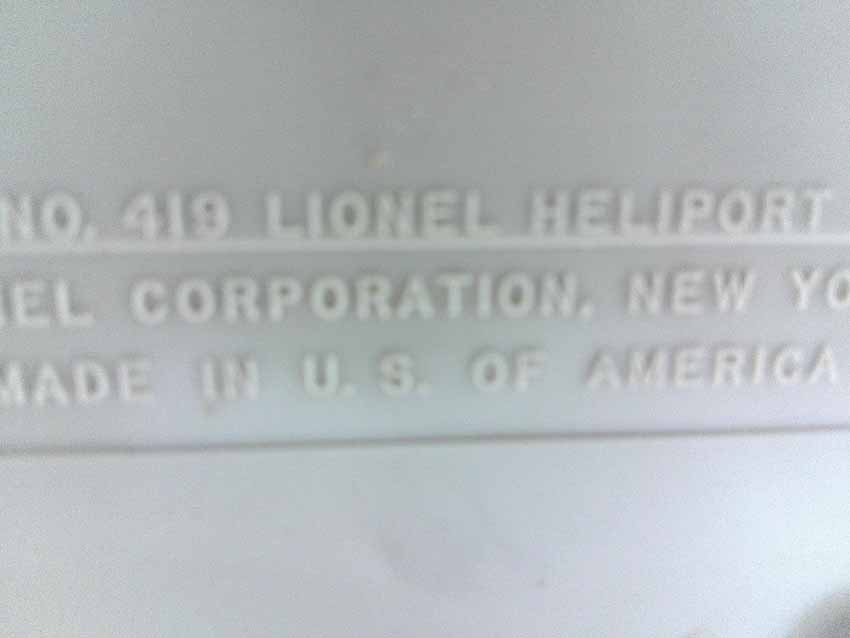 NO. 419 LIONEL HELIPORT
EL CORPORATION, NEW YO
MADE IN U. S. OF AMERICA